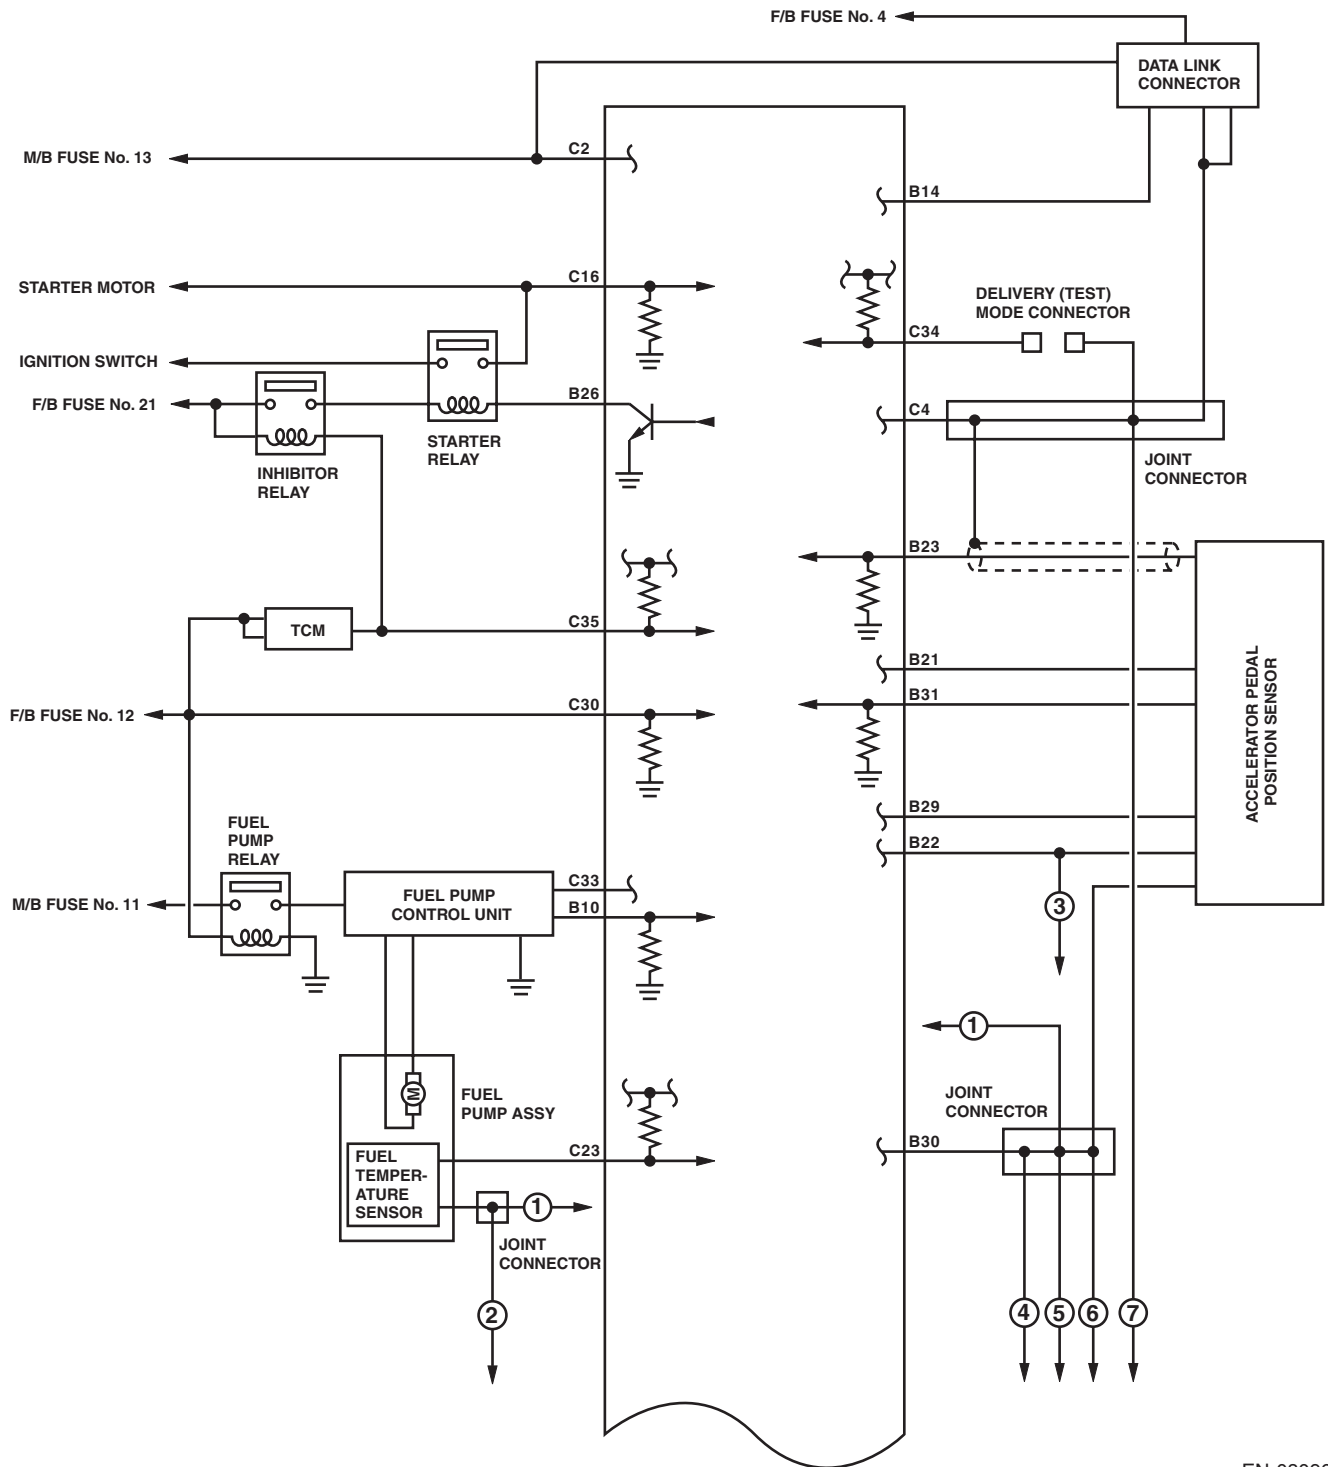 F/B FUSE No. 4
DATA LINK
CONNECTOR
M/B FUSE No. 13
C2
B14
STARTER MOTOR
C16
DELIVERY (TEST)
MODE CONNECTOR
C34
IGNITION SWITCH
F/B FUSE No. 21
B26
C4
STARTER
RELAY
INHIBITOR
RELAY
JOINT
CONNECTOR
B23
TCM
C35
B21
ACCELERATOR PEDAL
POSITION SENSOR
F/B FUSE No. 12
C30
B31
B29
FUEL
PUMP
RELAY
B22
M/B FUSE No. 11
FUEL PUMP
CONTROL UNIT
C33
B10
3
1
M
FUEL
PUMP ASSY
JOINT
CONNECTOR
B30
C23
FUEL
TEMPER-
ATURE
SENSOR
1
JOINT
CONNECTOR
2
4
5
6
7